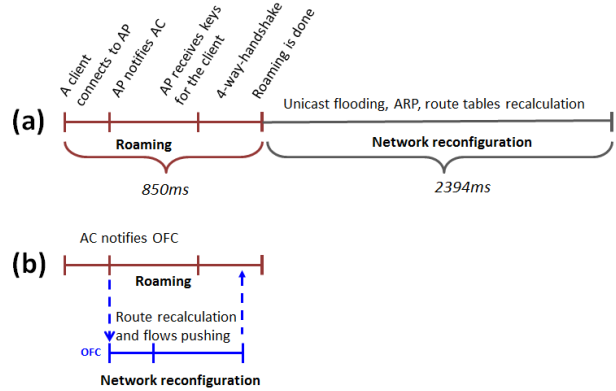 A client
connects to AP
AP notifies AC
AP receives keys
for the client
4-way-handshake
Roaming is done
Unicast flooding, ARP, route tables recalculation
(a)
Roaming
Network reconfiguration
850ms
2394ms
AC notifies OFC
(b)
Roaming
Route recalculation
and flows pushing
OFC
Network reconfiguration